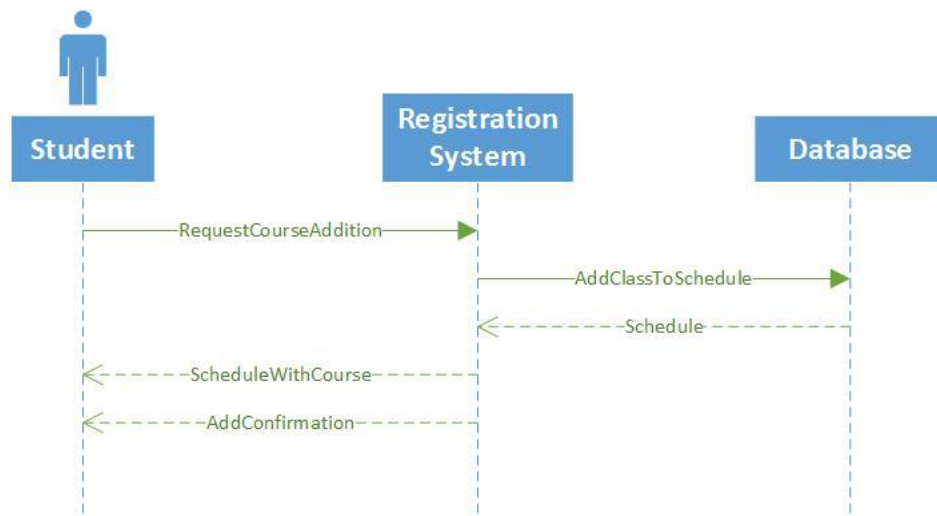 Student
Registration
System
Database
RequestCourseAddition
AddClassToSchedule
Schedule
ScheduleWithCourse
AddConfirmation